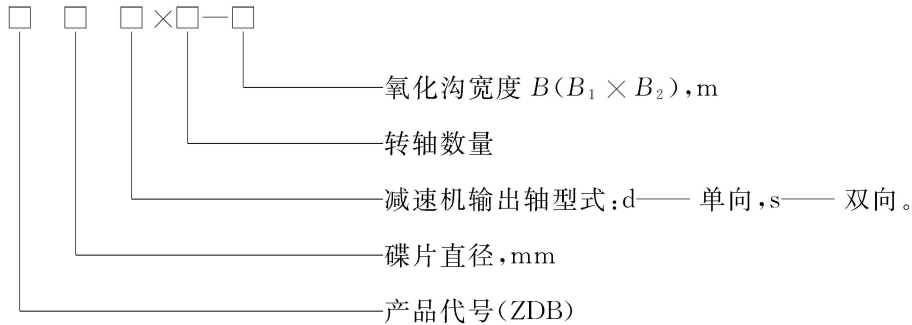 □ □ □×□—□
氧化沟宽度 B(B₁×B₂),m
转轴数量
减速机输出轴型式:d—— 单向,s—— 双向。
碟片直径,mm
产品代号(ZDB)